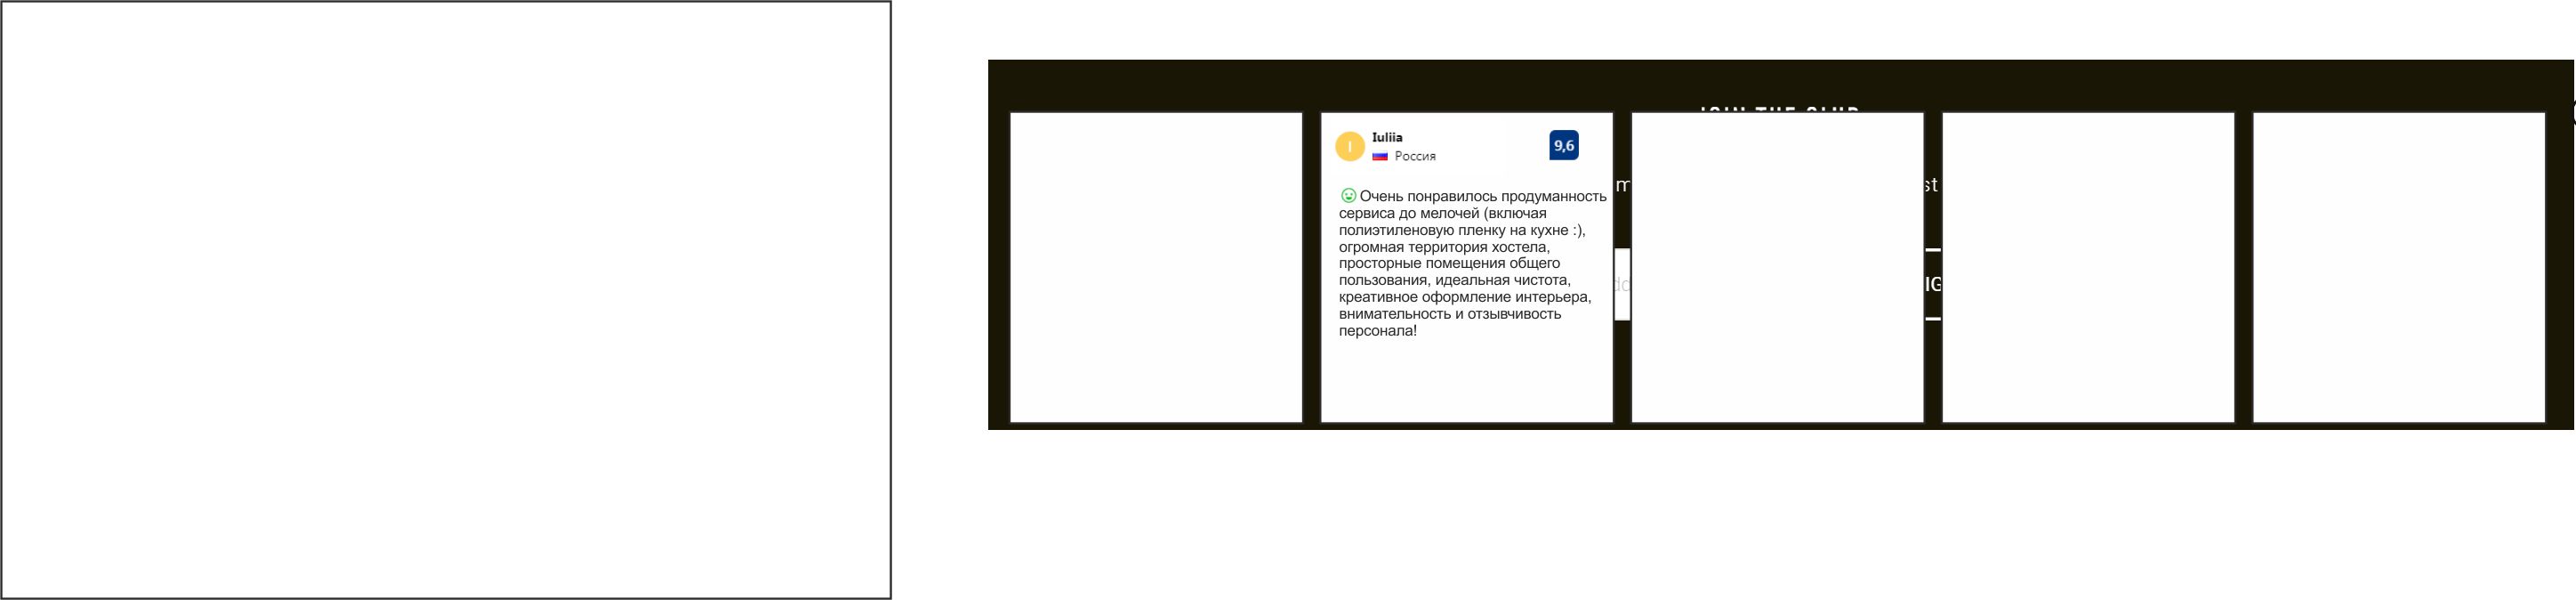 Iuliia
Россия
9,6
Очень понравилось продуманность
сервиса до мелочей (включая
полиэтиленовую пленку на кухне :),
огромная территория хостела,
просторные помещения общего
пользования, идеальная чистота,
креативное оформление интерьера,
внимательность и отзывчивость
персонала!